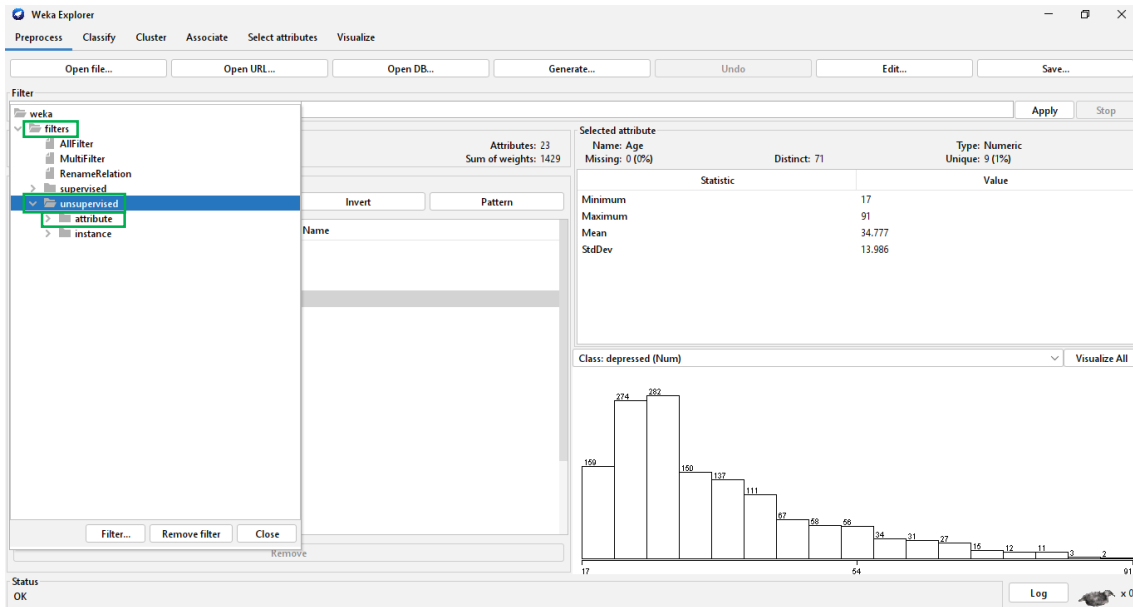 Weka Explorer
Preprocess Classify Cluster Associate Select attributes Visualize
Open file... Open URL... Open DB... Generate... Undo Edit... Save...
Filter
Apply Stop
weka
filters
AllFilter
MultiFilter
RenameRelation
supervised
unsupervised
attribute
instance
Filter... Remove filter Close
Attributes: 23
Sum of weights: 1429
Invert Pattern
Name
Remove
Selected attribute
Name: Age Type: Numeric
Missing: 0 (0%) Distinct: 71 Unique: 9 (1%)
Statistic Value
Minimum 17
Maximum 91
Mean 34.777
StdDev 13.986
Class: depressed (Num) Visualize All
159 274 282 150 137 111 67 58 56 34 31 27 15 12 11 3 2
17 54 91
Status
OK
Log x 0